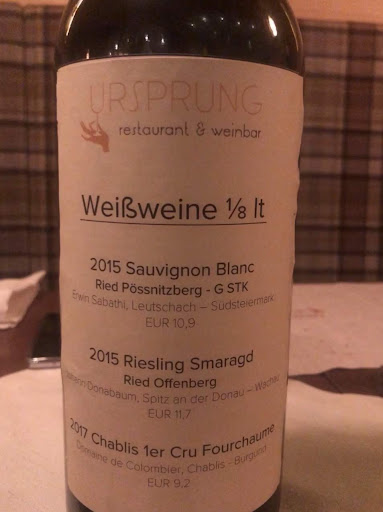 URSPRUNG
restaurant & weinbar
Weißweine ⅛ lt
2015 Sauvignon Blanc
Ried Pössnitzberg - G STK
Erwin Sabathi, Leutschach – Südsteiermark
EUR 10,9
2015 Riesling Smaragd
Ried Offenberg
Donabaum, Spitz an der Donau – Wachau
EUR 11,7
2017 Chablis 1er Cru Fourchaume
Domaine de Colombier, Chablis - Burgund
EUR 9,2